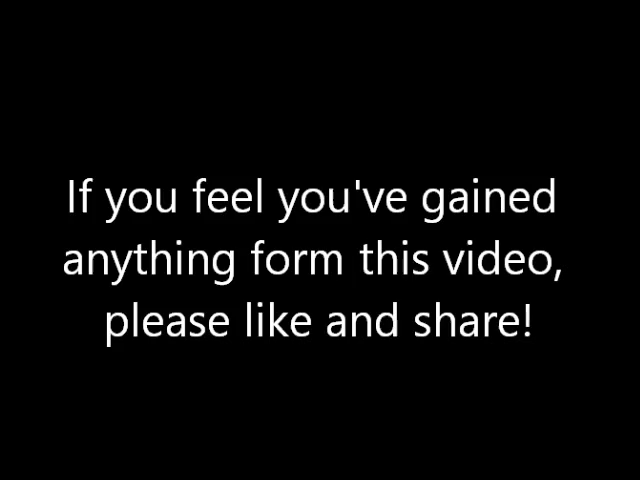 If you feel you've gained
anything form this video,
please like and share!